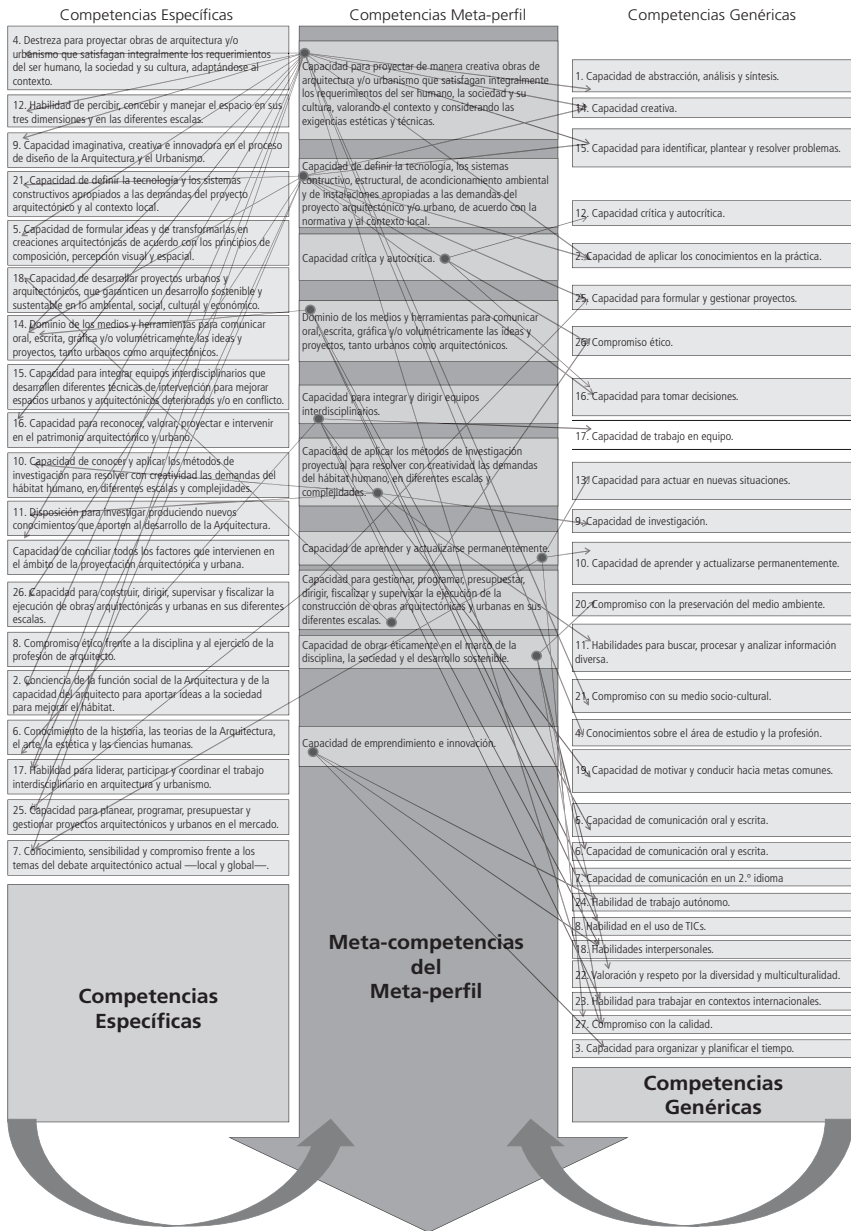 Competencias Específicas
4. Destreza para proyectar obras de arquitectura y/o
urbanismo que satisfagan integralmente los requerimientos
del ser humano, la sociedad y su cultura, adaptándose al
contexto.
12. Habilidad de percibir, concebir y manejar el espacio en sus
tres dimensiones y en las diferentes escalas.
9. Capacidad imaginativa, creativa e innovadora en el proceso
de diseño de la Arquitectura y el Urbanismo.
21. Capacidad de definir la tecnología y los sistemas
constructivos apropiados a las demandas del proyecto
arquitectónico y al contexto local.
5. Capacidad de formular ideas y de transformarlas en
creaciones arquitectónicas de acuerdo con los principios de
composición, percepción visual y espacial.
18. Capacidad de desarrollar proyectos urbanos y
arquitectónicos, que garanticen un desarrollo sostenible y
sustentable en lo ambiental, social, cultural y económico.
14. Dominio de los medios y herramientas para comunicar
oral, escrita, gráfica y/o volumétricamente las ideas y
proyectos, tanto urbanos como arquitectónicos.
15. Capacidad para integrar equipos interdisciplinarios que
desarrollen diferentes técnicas de intervención para mejorar
espacios urbanos y arquitectónicos deteriorados y/o en conflicto.
16. Capacidad para reconocer, valorar, proyectar e intervenir
en el patrimonio arquitectónico y urbano.
10. Capacidad de conocer y aplicar los métodos de
investigación para resolver con creatividad las demandas del
hábitat humano, en diferentes escalas y complejidades.
11. Disposición para investigar produciendo nuevos
conocimientos que aporten al desarrollo de la Arquitectura.
Capacidad de conciliar todos los factores que intervienen en
el ámbito de la proyectación arquitectónica y urbana.
26. Capacidad para construir, dirigir, supervisar y fiscalizar la
ejecución de obras arquitectónicas y urbanas en sus diferentes
escalas.
8. Compromiso ético frente a la disciplina y al ejercicio de la
profesión de arquitecto.
2. Conciencia de la función social de la Arquitectura y de la
capacidad del arquitecto para aportar ideas a la sociedad
para mejorar el hábitat.
6. Conocimiento de la historia, las teorías de la Arquitectura,
el arte, la estética y las ciencias humanas.
17. Habilidad para liderar, participar y coordinar el trabajo
interdisciplinario en arquitectura y urbanismo.
25. Capacidad para planear, programar, presupuestar y
gestionar proyectos arquitectónicos y urbanos en el mercado.
7. Conocimiento, sensibilidad y compromiso frente a los
temas del debate arquitectónico actual —local y global—.
Competencias
Específicas
Competencias Meta-perfil
Capacidad para proyectar de manera creativa obras de
arquitectura y/o urbanismo que satisfagan integralmente
los requerimientos del ser humano, la sociedad y su
cultura, valorando el contexto y considerando las
exigencias estéticas y técnicas.
Capacidad de definir la tecnología, los sistemas
constructivo, estructural, de acondicionamiento ambiental
y de instalaciones apropiadas a las demandas del
proyecto arquitectónico y/o urbano, de acuerdo con la
normativa y al contexto local.
Capacidad crítica y autocrítica.
Dominio de los medios y herramientas para comunicar
oral, escrita, gráfica y/o volumétricamente las ideas y
proyectos, tanto urbanos como arquitectónicos.
Capacidad para integrar y dirigir equipos
interdisciplinarios.
Capacidad de aplicar los métodos de investigación
proyectual para resolver con creatividad las demandas
del hábitat humano, en diferentes escalas y
complejidades.
Capacidad de aprender y actualizarse permanentemente.
Capacidad para gestionar, programar, presupuestar,
dirigir, fiscalizar y supervisar la ejecución de la
construcción de obras arquitectónicas y urbanas en sus
diferentes escalas.
Capacidad de obrar éticamente en el marco de la
disciplina, la sociedad y el desarrollo sostenible.
Capacidad de emprendimiento e innovación.
Meta-competencias
del
Meta-perfil
Competencias Genéricas
1. Capacidad de abstracción, análisis y síntesis.
14. Capacidad creativa.
15. Capacidad para identificar, plantear y resolver problemas.
12. Capacidad crítica y autocrítica.
2. Capacidad de aplicar los conocimientos en la práctica.
25. Capacidad para formular y gestionar proyectos.
26. Compromiso ético.
16. Capacidad para tomar decisiones.
17. Capacidad de trabajo en equipo.
13. Capacidad para actuar en nuevas situaciones.
9. Capacidad de investigación.
10. Capacidad de aprender y actualizarse permanentemente.
20. Compromiso con la preservación del medio ambiente.
11. Habilidades para buscar, procesar y analizar información
diversa.
21. Compromiso con su medio socio-cultural.
4. Conocimientos sobre el área de estudio y la profesión.
19. Capacidad de motivar y conducir hacia metas comunes.
5. Capacidad de comunicación oral y escrita.
6. Capacidad de comunicación oral y escrita.
7. Capacidad de comunicación en un 2.º idioma
24. Habilidad de trabajo autónomo.
8. Habilidad en el uso de TICs.
18. Habilidades interpersonales.
22. Valoración y respeto por la diversidad y multiculturalidad.
23. Habilidad para trabajar en contextos internacionales.
27. Compromiso con la calidad.
3. Capacidad para organizar y planificar el tiempo.
Competencias
Genéricas